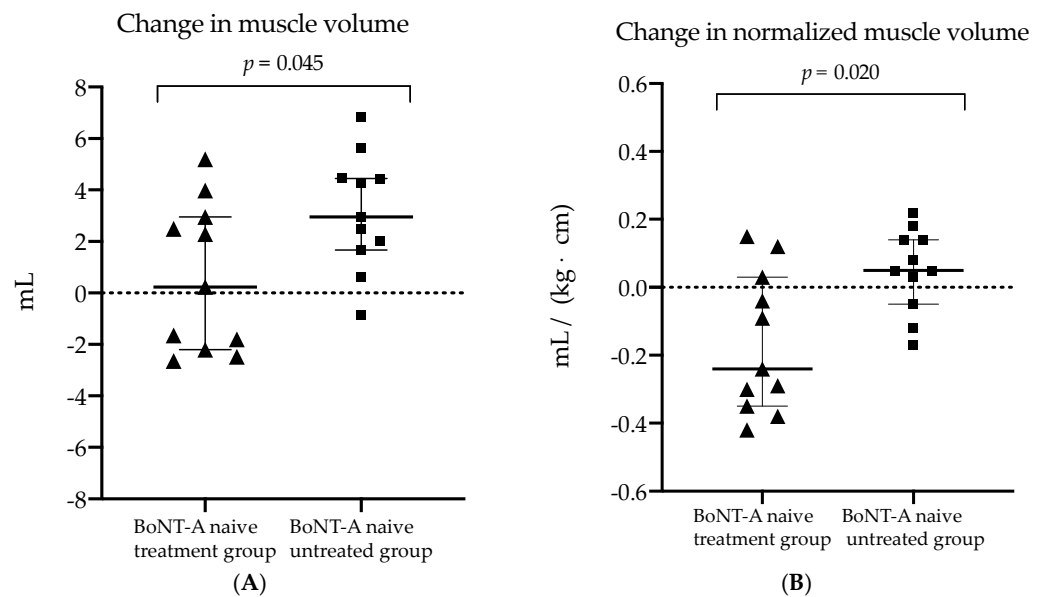 Change in muscle volume
p = 0.045
8
6
4
2
0
-2
-4
-6
-8
mL
BoNT-A naive
treatment group
BoNT-A naive
untreated group
(A)
Change in normalized muscle volume
p = 0.020
0.6
0.4
0.2
0.0
-0.2
-0.4
-0.6
mL / (kg · cm)
BoNT-A naive
treatment group
BoNT-A naive
untreated group
(B)